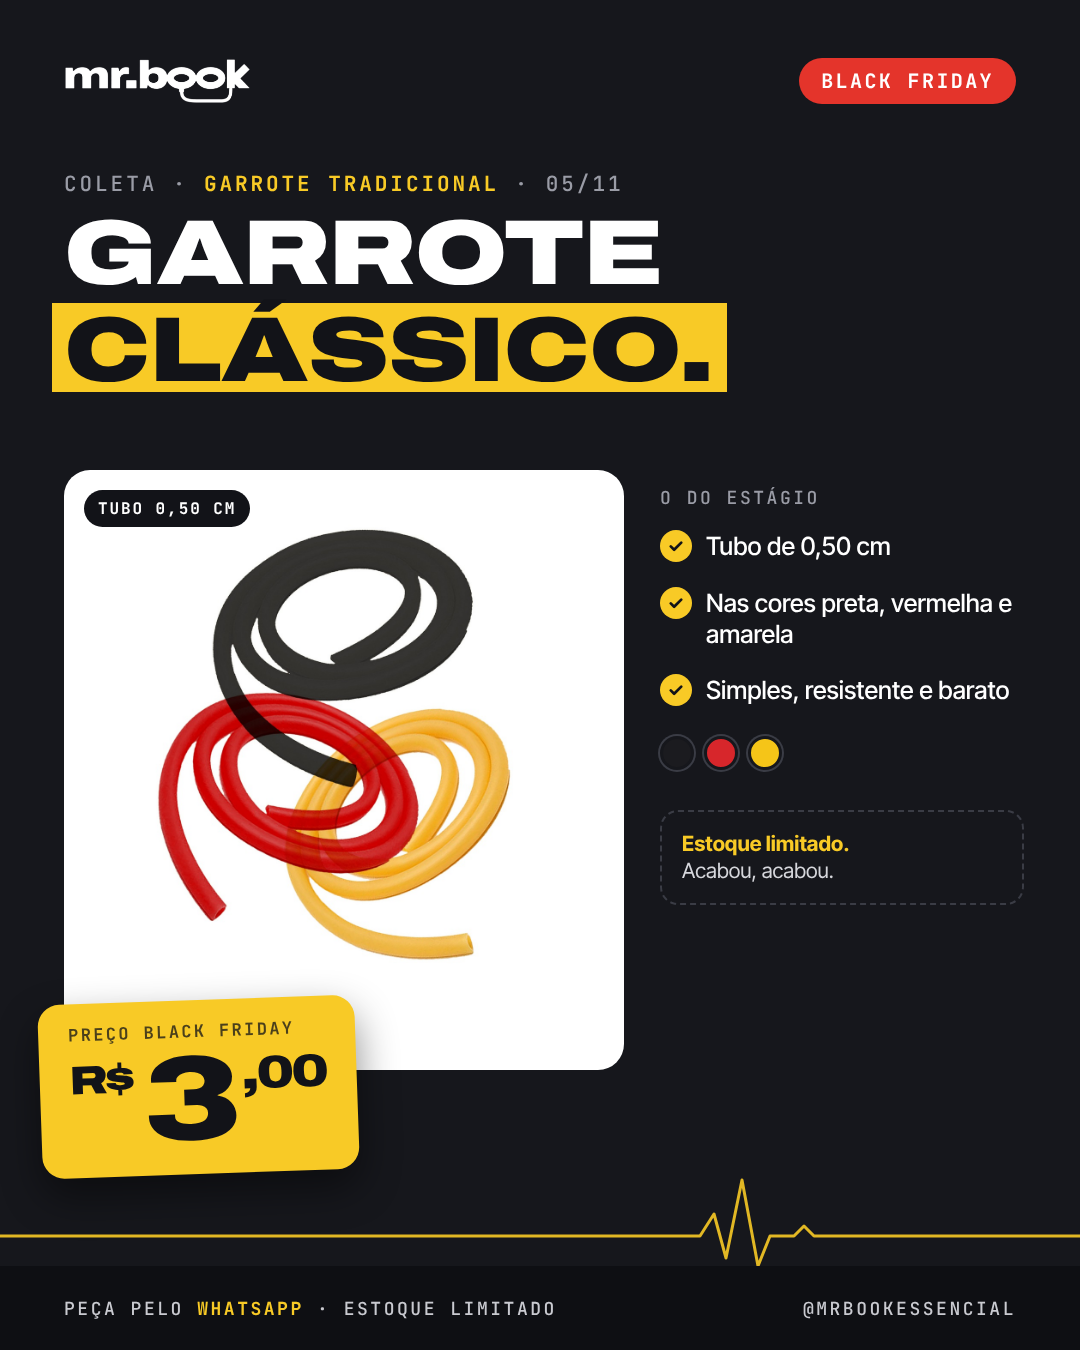 mr.book
BLACK FRIDAY
COLETA · GARROTE TRADICIONAL · 05/11
GARROTE
CLÁSSICO.
TUBO 0,50 CM
O DO ESTÁGIO
Tubo de 0,50 cm
Nas cores preta, vermelha e
amarela
Simples, resistente e barato
Estoque limitado.
Acabou, acabou.
PREÇO BLACK FRIDAY
R$ 3,00
PEÇA PELO WHATSAPP · ESTOQUE LIMITADO
@MRBOOKESSENCIAL